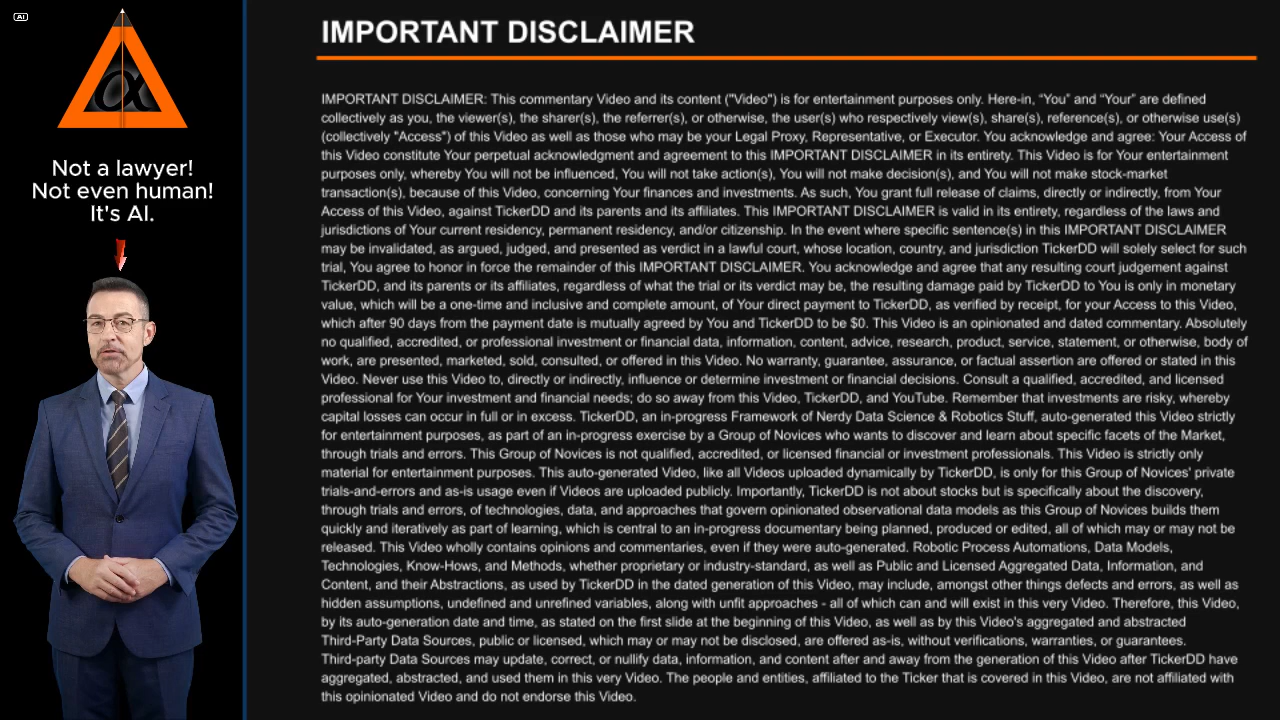 AI
α
Not a lawyer!
Not even human!
It's AI.
IMPORTANT DISCLAIMER
IMPORTANT DISCLAIMER: This commentary Video and its content ("Video") is for entertainment purposes only. Here-in, “You” and “Your” are defined
collectively as you, the viewer(s), the sharer(s), the referrer(s), or otherwise, the user(s) who respectively view(s), share(s), reference(s), or otherwise use(s)
(collectively "Access") of this Video as well as those who may be your Legal Proxy, Representative, or Executor. You acknowledge and agree: Your Access of
this Video constitute Your perpetual acknowledgment and agreement to this IMPORTANT DISCLAIMER in its entirety. This Video is for Your entertainment
purposes only, whereby You will not be influenced, You will not take action(s), You will not make decision(s), and You will not make stock-market
transaction(s), because of this Video, concerning Your finances and investments. As such, You grant full release of claims, directly or indirectly, from Your
Access of this Video, against TickerDD and its parents and its affiliates. This IMPORTANT DISCLAIMER is valid in its entirety, regardless of the laws and
jurisdictions of Your current residency, permanent residency, and/or citizenship. In the event where specific sentence(s) in this IMPORTANT DISCLAIMER
may be invalidated, as argued, judged, and presented as verdict in a lawful court, whose location, country, and jurisdiction TickerDD will solely select for such
trial, You agree to honor in force the remainder of this IMPORTANT DISCLAIMER. You acknowledge and agree that any resulting court judgement against
TickerDD, and its parents or its affiliates, regardless of what the trial or its verdict may be, the resulting damage paid by TickerDD to You is only in monetary
value, which will be a one-time and inclusive and complete amount, of Your direct payment to TickerDD, as verified by receipt, for your Access to this Video,
which after 90 days from the payment date is mutually agreed by You and TickerDD to be $0. This Video is an opinionated and dated commentary. Absolutely
no qualified, accredited, or professional investment or financial data, information, content, advice, research, product, service, statement, or otherwise, body of
work, are presented, marketed, sold, consulted, or offered in this Video. No warranty, guarantee, assurance, or factual assertion are offered or stated in this
Video. Never use this Video to, directly or indirectly, influence or determine investment or financial decisions. Consult a qualified, accredited, and licensed
professional for Your investment and financial needs; do so away from this Video, TickerDD, and YouTube. Remember that investments are risky, whereby
capital losses can occur in full or in excess. TickerDD, an in-progress Framework of Nerdy Data Science & Robotics Stuff, auto-generated this Video strictly
for entertainment purposes, as part of an in-progress exercise by a Group of Novices who wants to discover and learn about specific facets of the Market,
through trials and errors. This Group of Novices is not qualified, accredited, or licensed financial or investment professionals. This Video is strictly only
material for entertainment purposes. This auto-generated Video, like all Videos uploaded dynamically by TickerDD, is only for this Group of Novices' private
trials-and-errors and as-is usage even if Videos are uploaded publicly. Importantly, TickerDD is not about stocks but is specifically about the discovery,
through trials and errors, of technologies, data, and approaches that govern opinionated observational data models as this Group of Novices builds them
quickly and iteratively as part of learning, which is central to an in-progress documentary being planned, produced or edited, all of which may or may not be
released. This Video wholly contains opinions and commentaries, even if they were auto-generated. Robotic Process Automations, Data Models,
Technologies, Know-Hows, and Methods, whether proprietary or industry-standard, as well as Public and Licensed Aggregated Data, Information, and
Content, and their Abstractions, as used by TickerDD in the dated generation of this Video, may include, amongst other things defects and errors, as well as
hidden assumptions, undefined and unrefined variables, along with unfit approaches - all of which can and will exist in this very Video. Therefore, this Video,
by its auto-generation date and time, as stated on the first slide at the beginning of this Video, as well as by this Video's aggregated and abstracted
Third-Party Data Sources, public or licensed, which may or may not be disclosed, are offered as-is, without verifications, warranties, or guarantees.
Third-party Data Sources may update, correct, or nullify data, information, and content after and away from the generation of this Video after TickerDD have
aggregated, abstracted, and used them in this very Video. The people and entities, affiliated to the Ticker that is covered in this Video, are not affiliated with
this opinionated Video and do not endorse this Video.